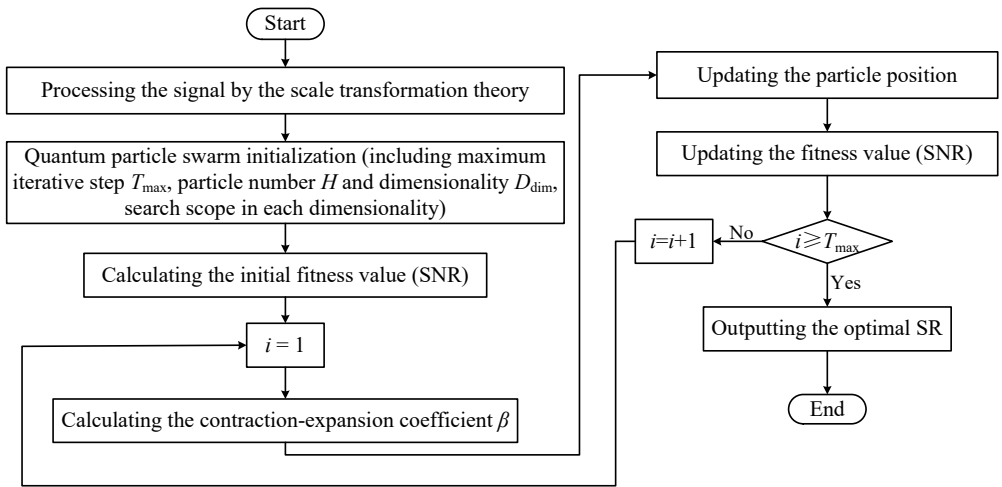 Start
Processing the signal by the scale transformation theory
Quantum particle swarm initialization (including maximum
iterative step Tmax, particle number H and dimensionality Ddim,
search scope in each dimensionality)
Calculating the initial fitness value (SNR)
i = 1
Calculating the contraction-expansion coefficient β
Updating the particle position
Updating the fitness value (SNR)
i⩾Tmax
No
i=i+1
Yes
Outputting the optimal SR
End